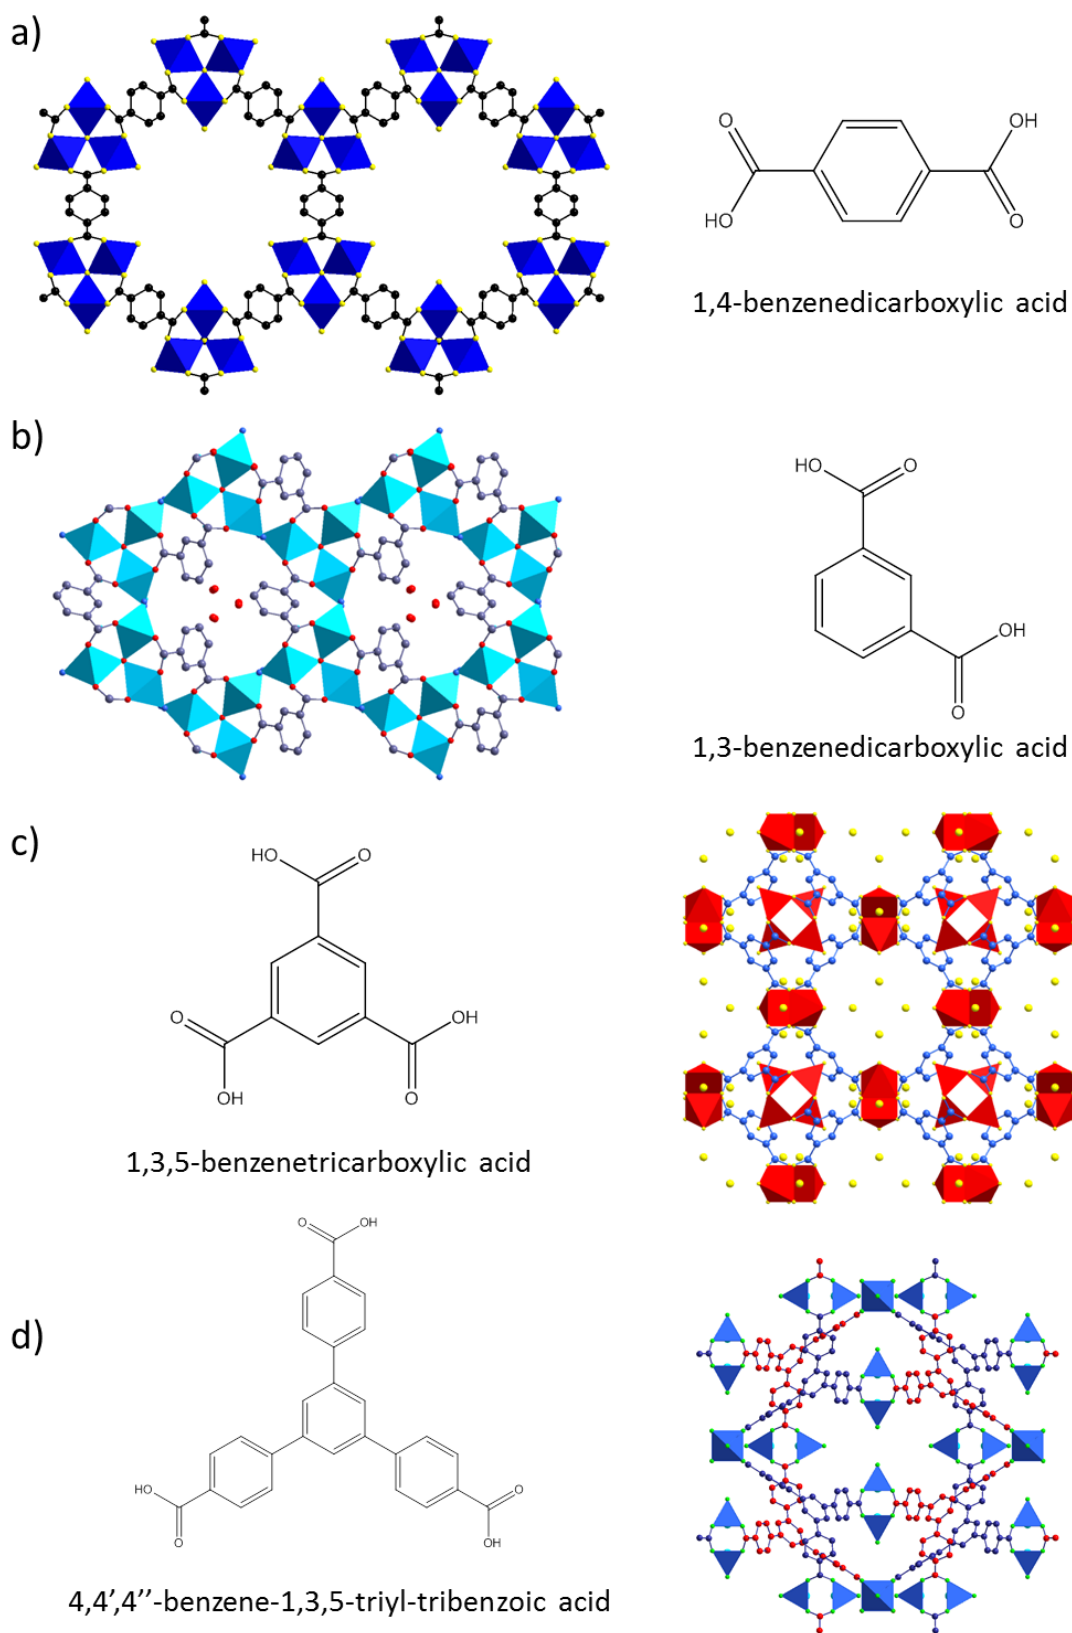 a)
O
OH
HO
O
1,4-benzenedicarboxylic acid
b)
HO
O
OH
O
1,3-benzenedicarboxylic acid
c)
HO
O
O
OH
OH
O
1,3,5-benzenetricarboxylic acid
O
OH
d)
HO
O
O
OH
4,4’,4’’-benzene-1,3,5-triyl-tribenzoic acid